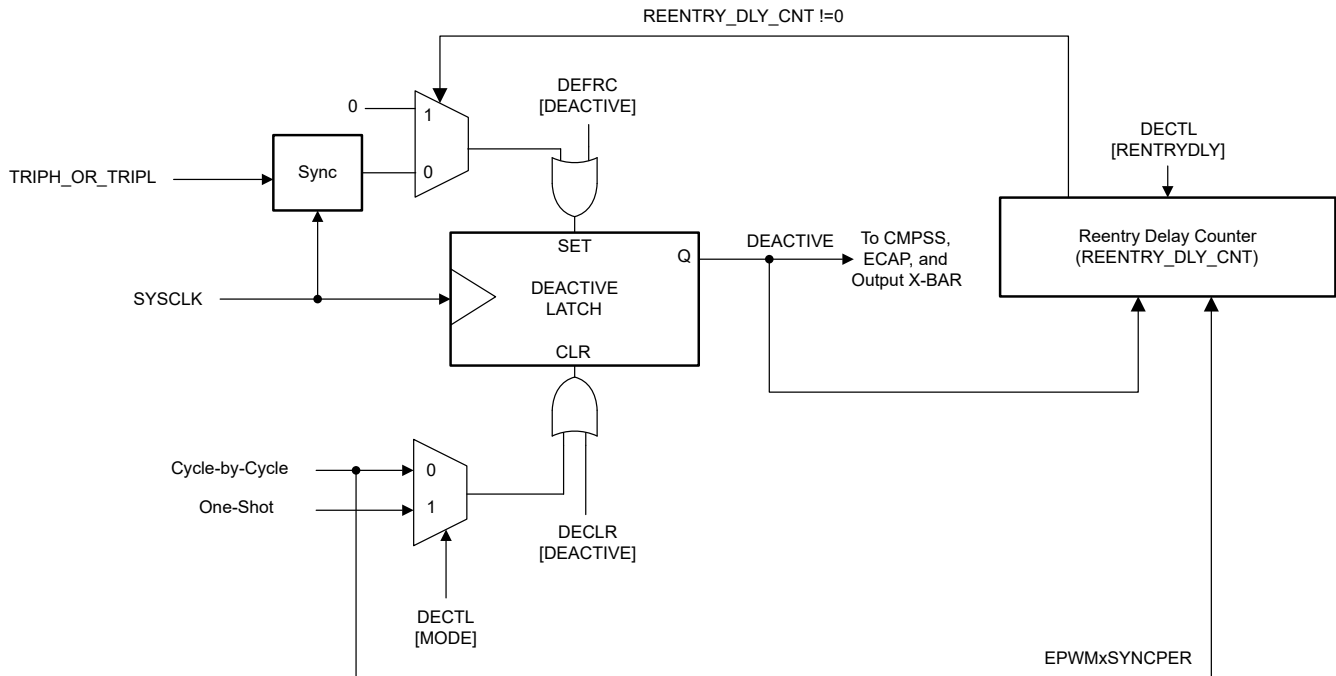 REENTRY_DLY_CNT !=0
DEFRC
[DEACTIVE]
0
1
DECTL
[RENTRYDLY]
Sync
0
TRIPH_OR_TRIPL
SET
Q
DEACTIVE
To CMPSS,
ECAP, and
Output X-BAR
Reentry Delay Counter
(REENTRY_DLY_CNT)
SYSCLK
DEACTIVE
LATCH
CLR
Cycle-by-Cycle
0
One-Shot
1
DECLR
[DEACTIVE]
DECTL
[MODE]
EPWMxSYNCPER